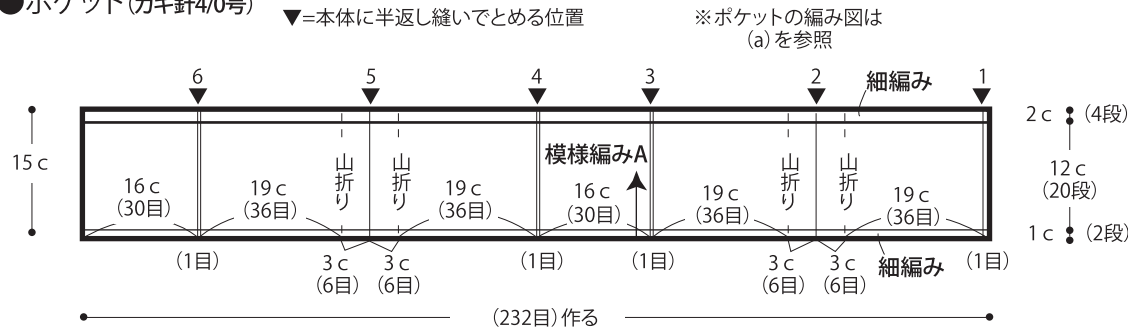 ●ポケット(カギ針4/0号)
▼=本体に半返し縫いでとめる位置
※ポケットの編み図は
(a)を参照
6 5 4 3 2 1
細編み
2c (4段)
15c
模様編みA
山折り 山折り 山折り 山折り
12c
(20段)
16c 19c 19c 16c 19c 19c
(30目) (36目) (36目) (30目) (36目) (36目)
1c (2段)
(1目) 3c 3c (1目) (1目) 3c 3c 細編み (1目)
(6目) (6目) (6目) (6目)
(232目)作る